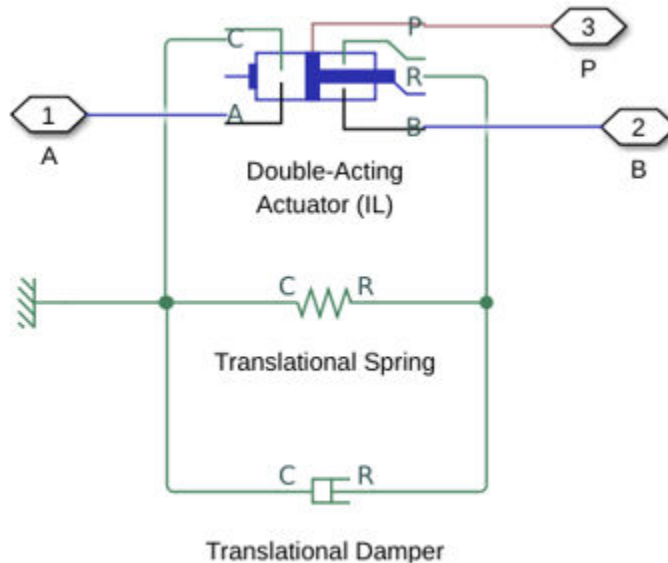 C
P
3
P
R
1
A
A
B
2
B
Double-Acting
Actuator (IL)
C
R
Translational Spring
C
R
Translational Damper